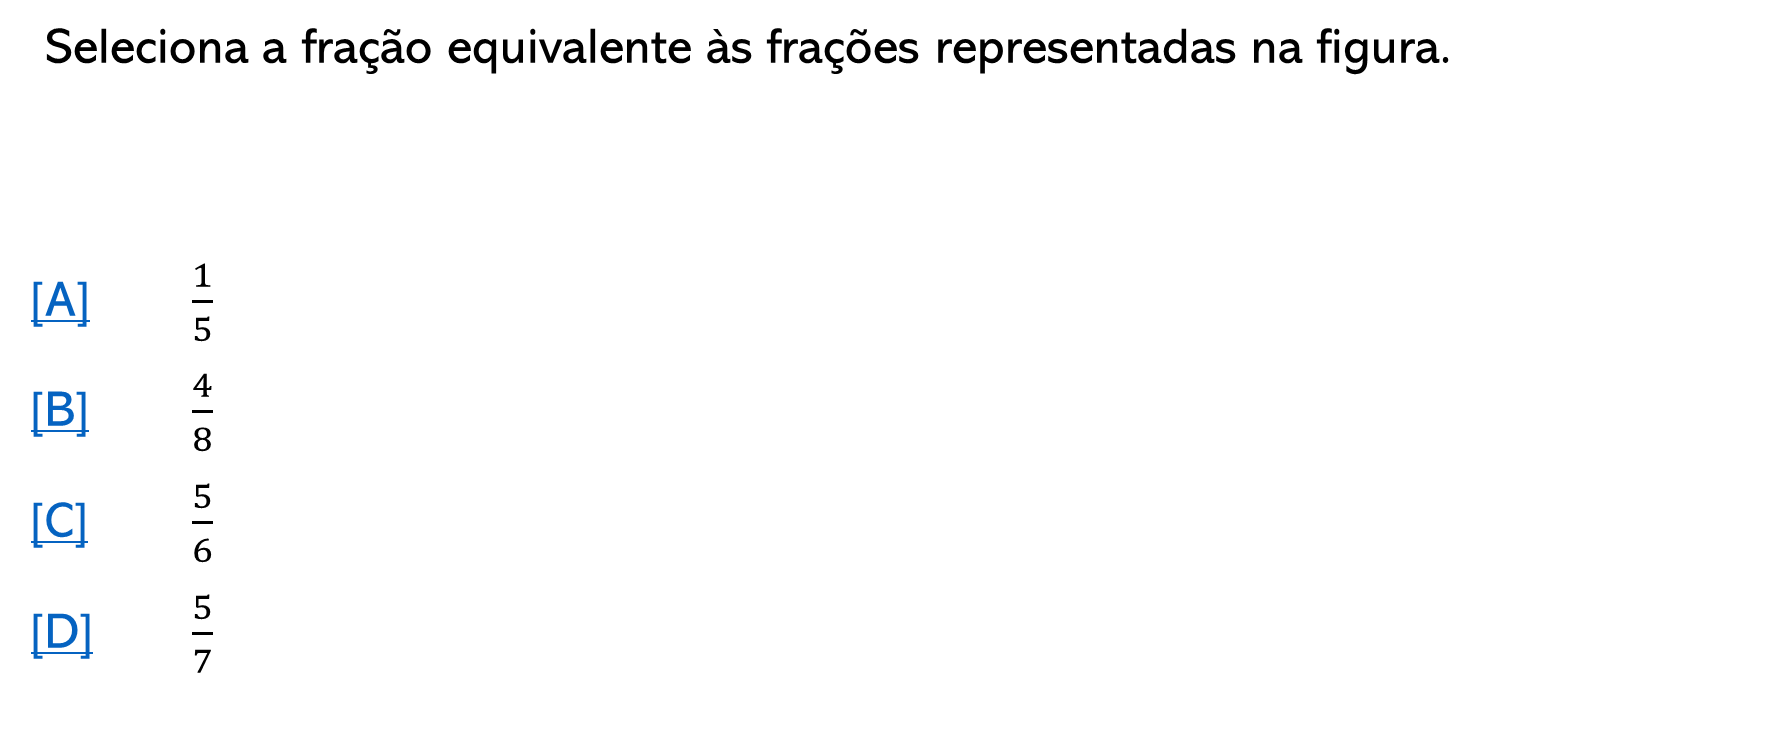 Seleciona a fração equivalente às frações representadas na figura.
[A] 1/5
[B] 4/8
[C] 5/6
[D] 5/7